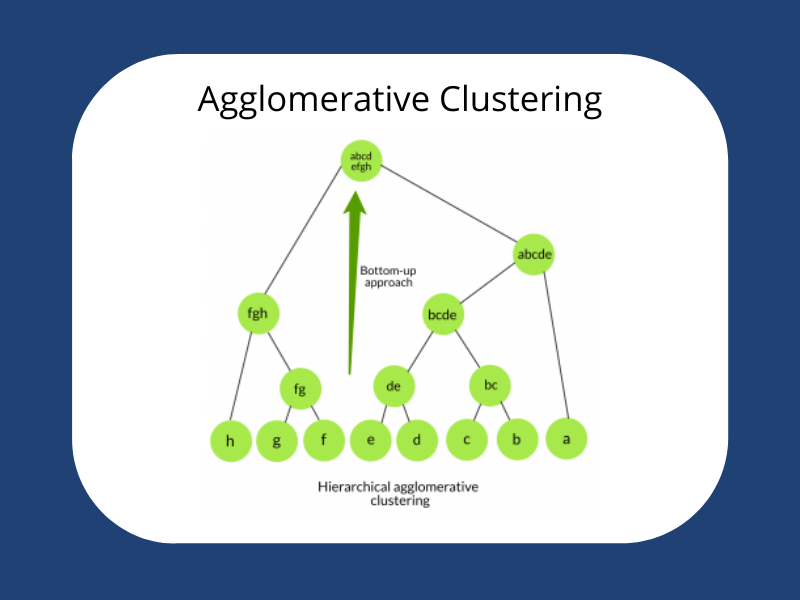 Agglomerative Clustering
abcd
efgh
abcde
Bottom-up
approach
fgh
bcde
fg
de
bc
h
g
f
e
d
c
b
a
Hierarchical agglomerative
clustering